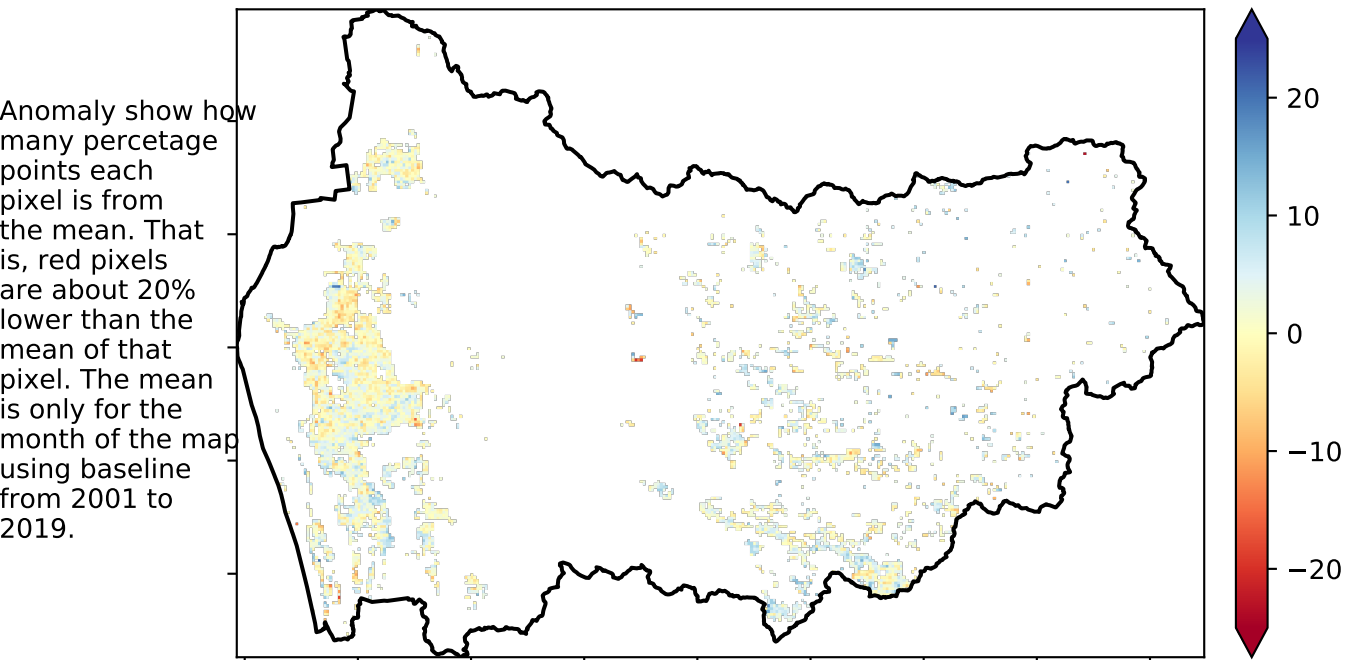 Anomaly show how
many percetage
points each
pixel is from
the mean. That
is, red pixels
are about 20%
lower than the
mean of that
pixel. The mean
is only for the
month of the map
using baseline
from 2001 to
2019.
20
10
0
−10
−20